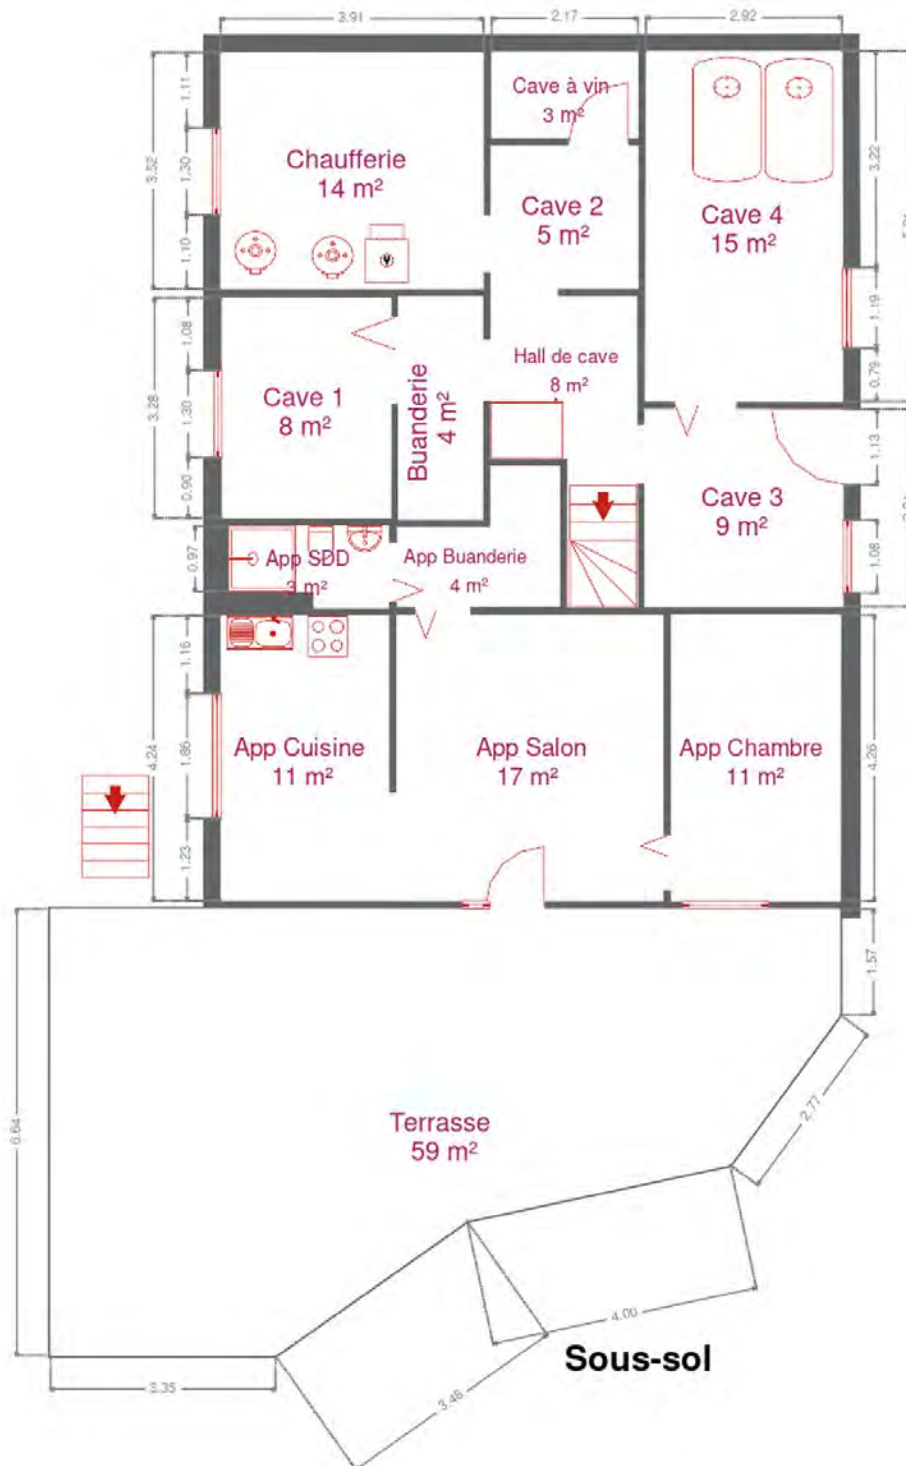 3.91
2.17
2.92
Cave à vin
3 m²
1.11
3.52
1.30
1.10
Chaufferie
14 m²
Cave 2
5 m²
Cave 4
15 m²
3.22
1.19
0.79
1.08
3.28
1.30
0.90
Cave 1
8 m²
Buanderie
4 m²
Hall de cave
8 m²
1.13
Cave 3
9 m²
1.08
0.97
App SDD
3 m²
App Buanderie
4 m²
1.16
4.24
1.86
1.23
App Cuisine
11 m²
App Salon
17 m²
App Chambre
11 m²
4.26
1.57
6.64
Terrasse
59 m²
2.77
4.00
Sous-sol
3.35
3.46